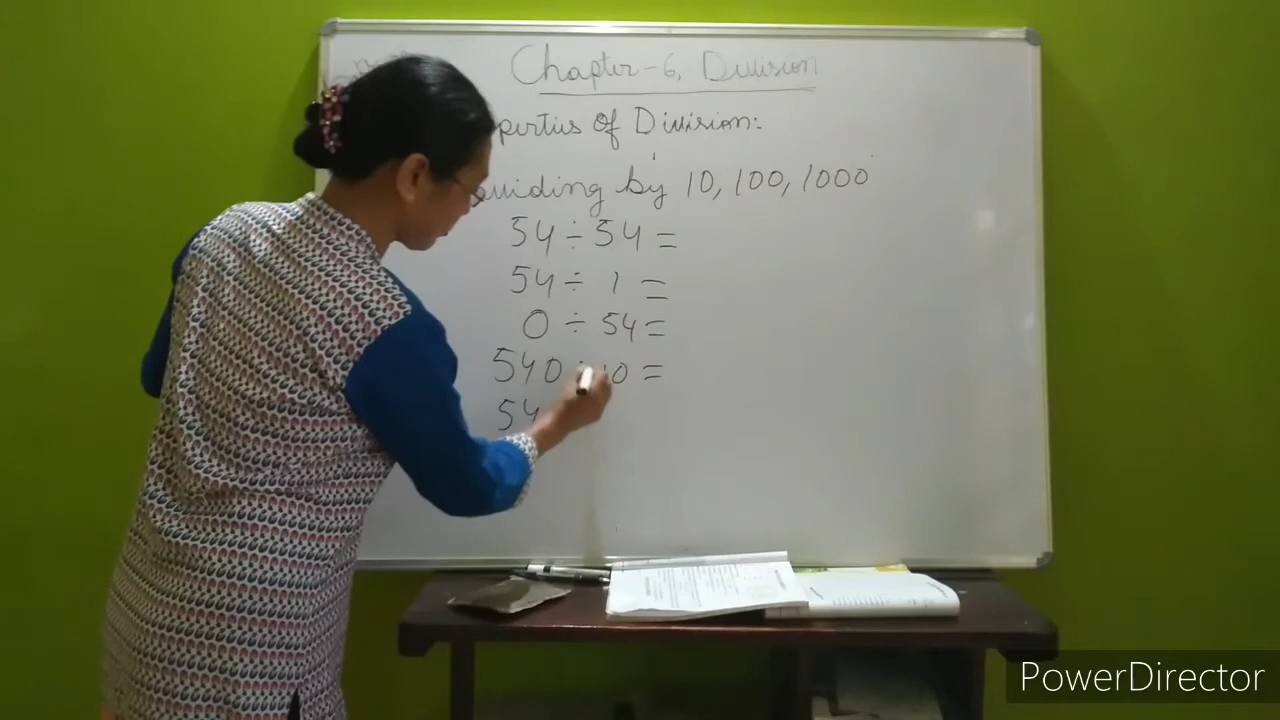 Chapter-6, Division
perties Of Division:
viding by 10, 100, 1000
54 ÷ 54 =
54 ÷ 1 =
0 ÷ 54 =
540 ÷ 10 =
54
PowerDirector